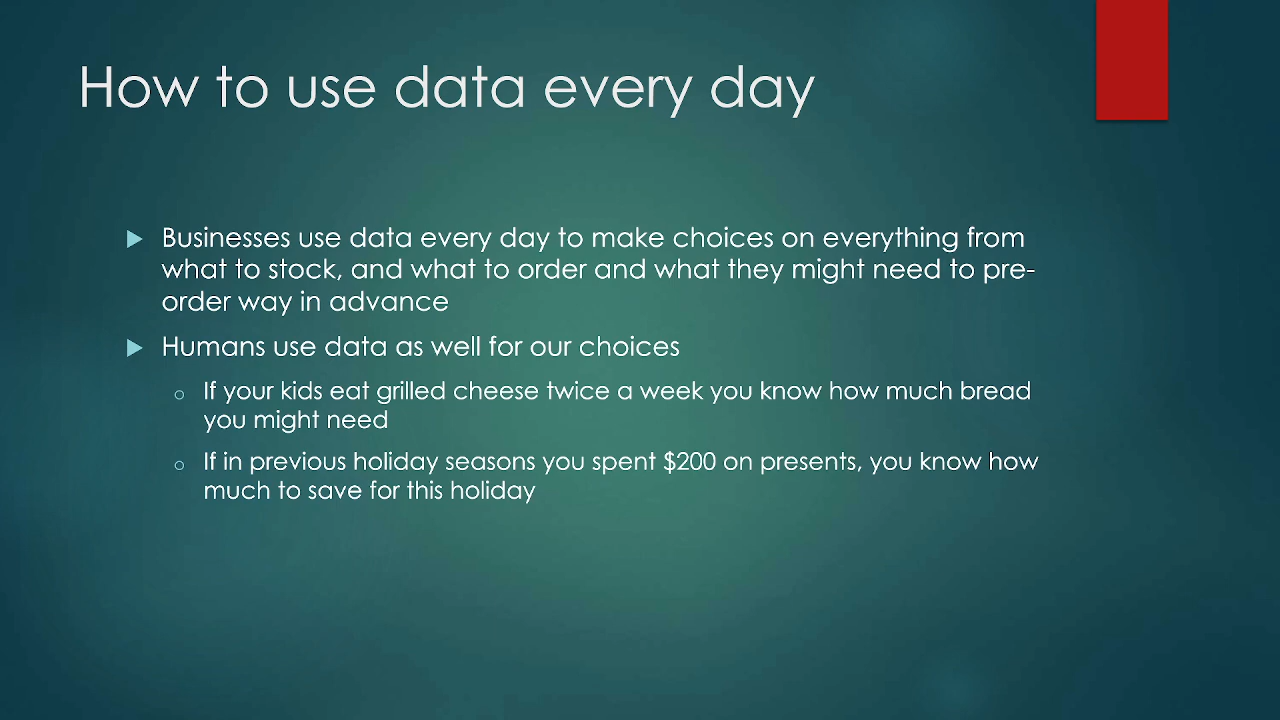 How to use data every day
Businesses use data every day to make choices on everything from
what to stock, and what to order and what they might need to pre-
order way in advance
Humans use data as well for our choices
If your kids eat grilled cheese twice a week you know how much bread
you might need
If in previous holiday seasons you spent $200 on presents, you know how
much to save for this holiday